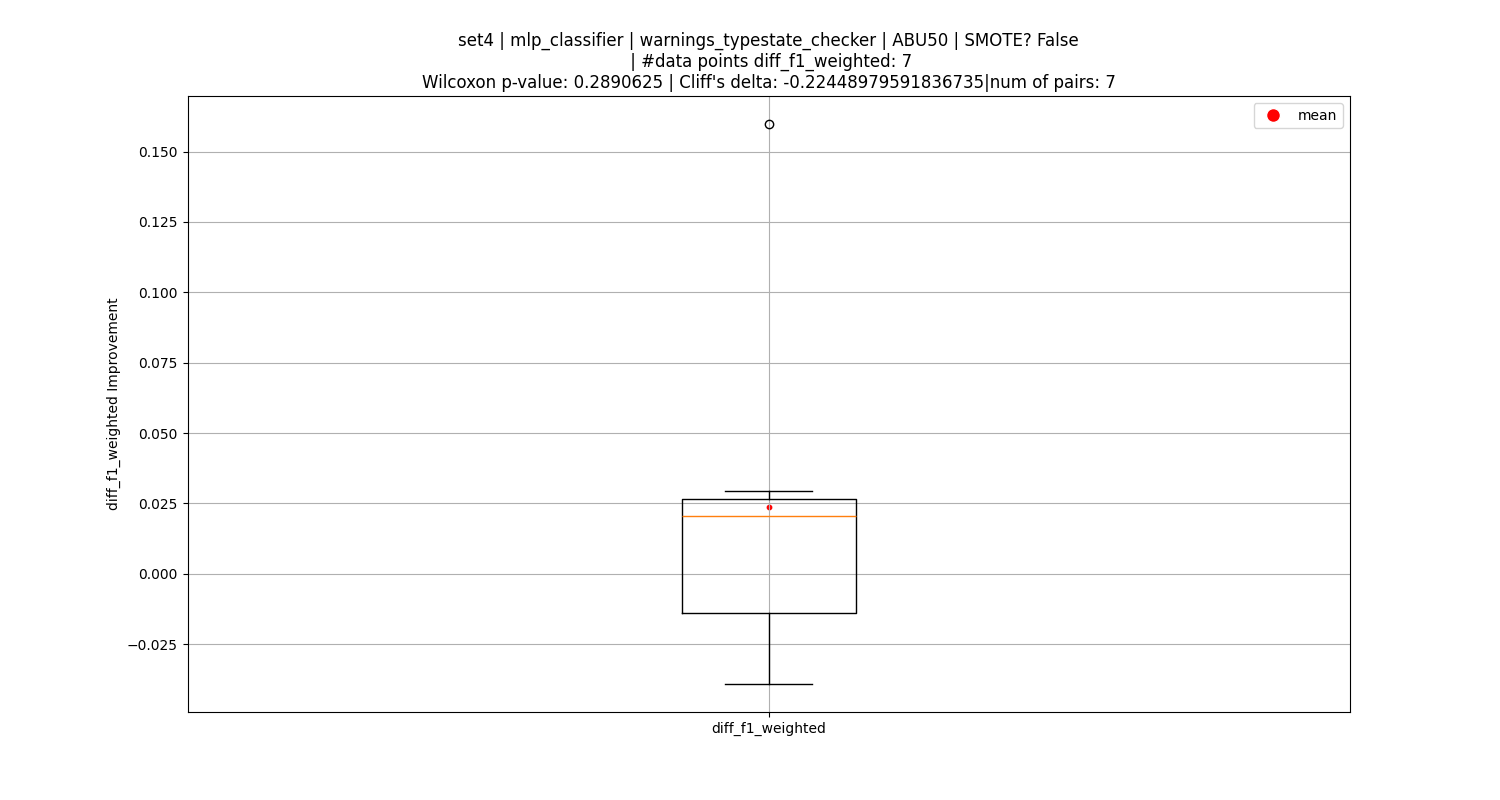 set4 | mlp_classifier | warnings_typestate_checker | ABU50 | SMOTE? False
| #data points diff_f1_weighted: 7
Wilcoxon p-value: 0.2890625 | Cliff's delta: -0.22448979591836735|num of pairs: 7
mean
0.150
0.125
0.100
0.075
0.050
0.025
0.000
−0.025
diff_f1_weighted Improvement
diff_f1_weighted